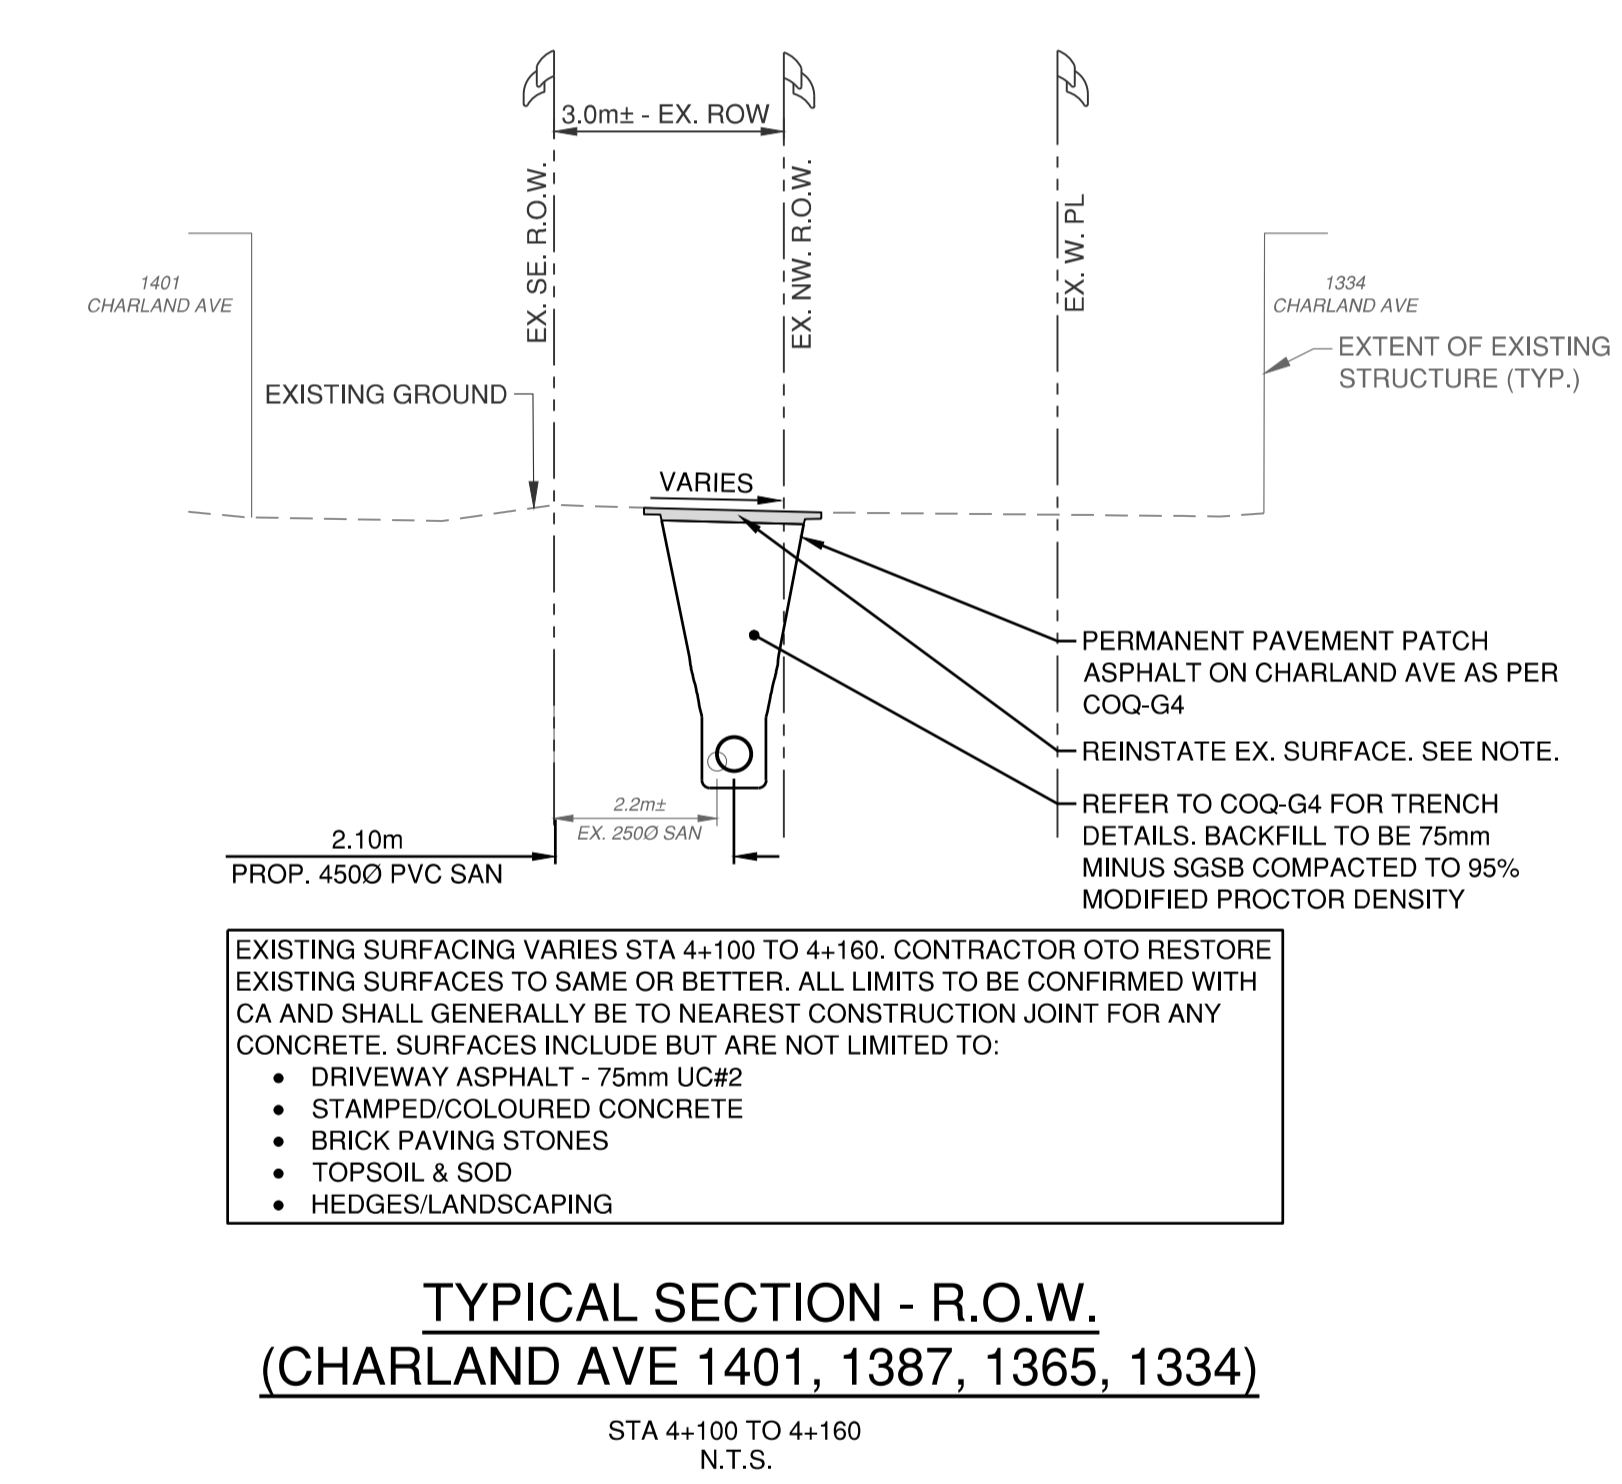 3.0m± - EX. ROW
EX. SE. R.O.W.
EX. NW. R.O.W.
EX. W. PL
1401
CHARLAND AVE
1334
CHARLAND AVE
EXTENT OF EXISTING
STRUCTURE (TYP.)
EXISTING GROUND
VARIES
PERMANENT PAVEMENT PATCH
ASPHALT ON CHARLAND AVE AS PER
COQ-G4
REINSTATE EX. SURFACE. SEE NOTE.
REFER TO COQ-G4 FOR TRENCH
DETAILS. BACKFILL TO BE 75mm
MINUS SGSB COMPACTED TO 95%
MODIFIED PROCTOR DENSITY
2.2m±
EX. 250Ø SAN
2.10m
PROP. 450Ø PVC SAN
EXISTING SURFACING VARIES STA 4+100 TO 4+160. CONTRACTOR OTO RESTORE
EXISTING SURFACES TO SAME OR BETTER. ALL LIMITS TO BE CONFIRMED WITH
CA AND SHALL GENERALLY BE TO NEAREST CONSTRUCTION JOINT FOR ANY
CONCRETE. SURFACES INCLUDE BUT ARE NOT LIMITED TO:
• DRIVEWAY ASPHALT - 75mm UC#2
• STAMPED/COLOURED CONCRETE
• BRICK PAVING STONES
• TOPSOIL & SOD
• HEDGES/LANDSCAPING
TYPICAL SECTION - R.O.W.
(CHARLAND AVE 1401, 1387, 1365, 1334)
STA 4+100 TO 4+160
N.T.S.